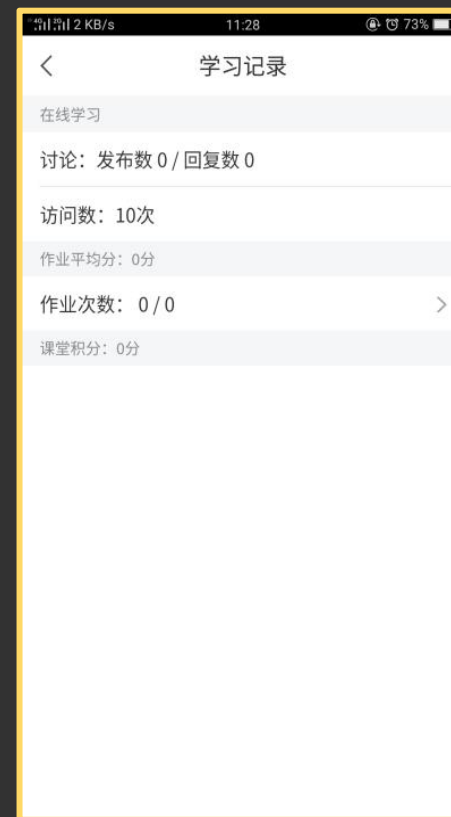 4G 2G 2 KB/s 11:28 73%
学习记录
在线学习
讨论：发布数 0 / 回复数 0
访问数：10次
作业平均分：0分
作业次数： 0 / 0
课堂积分：0分